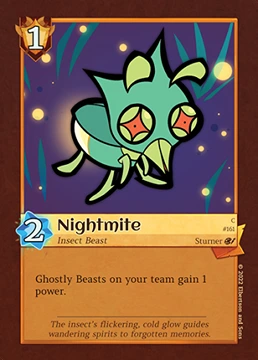 1
2
Nightmite
Insect Beast
C
#161
Sturner
Ghostly Beasts on your team gain 1
power.
The insect's flickering, cold glow guides
wandering spirits to forgotten memories.
© 2022 Elbertson and Sons